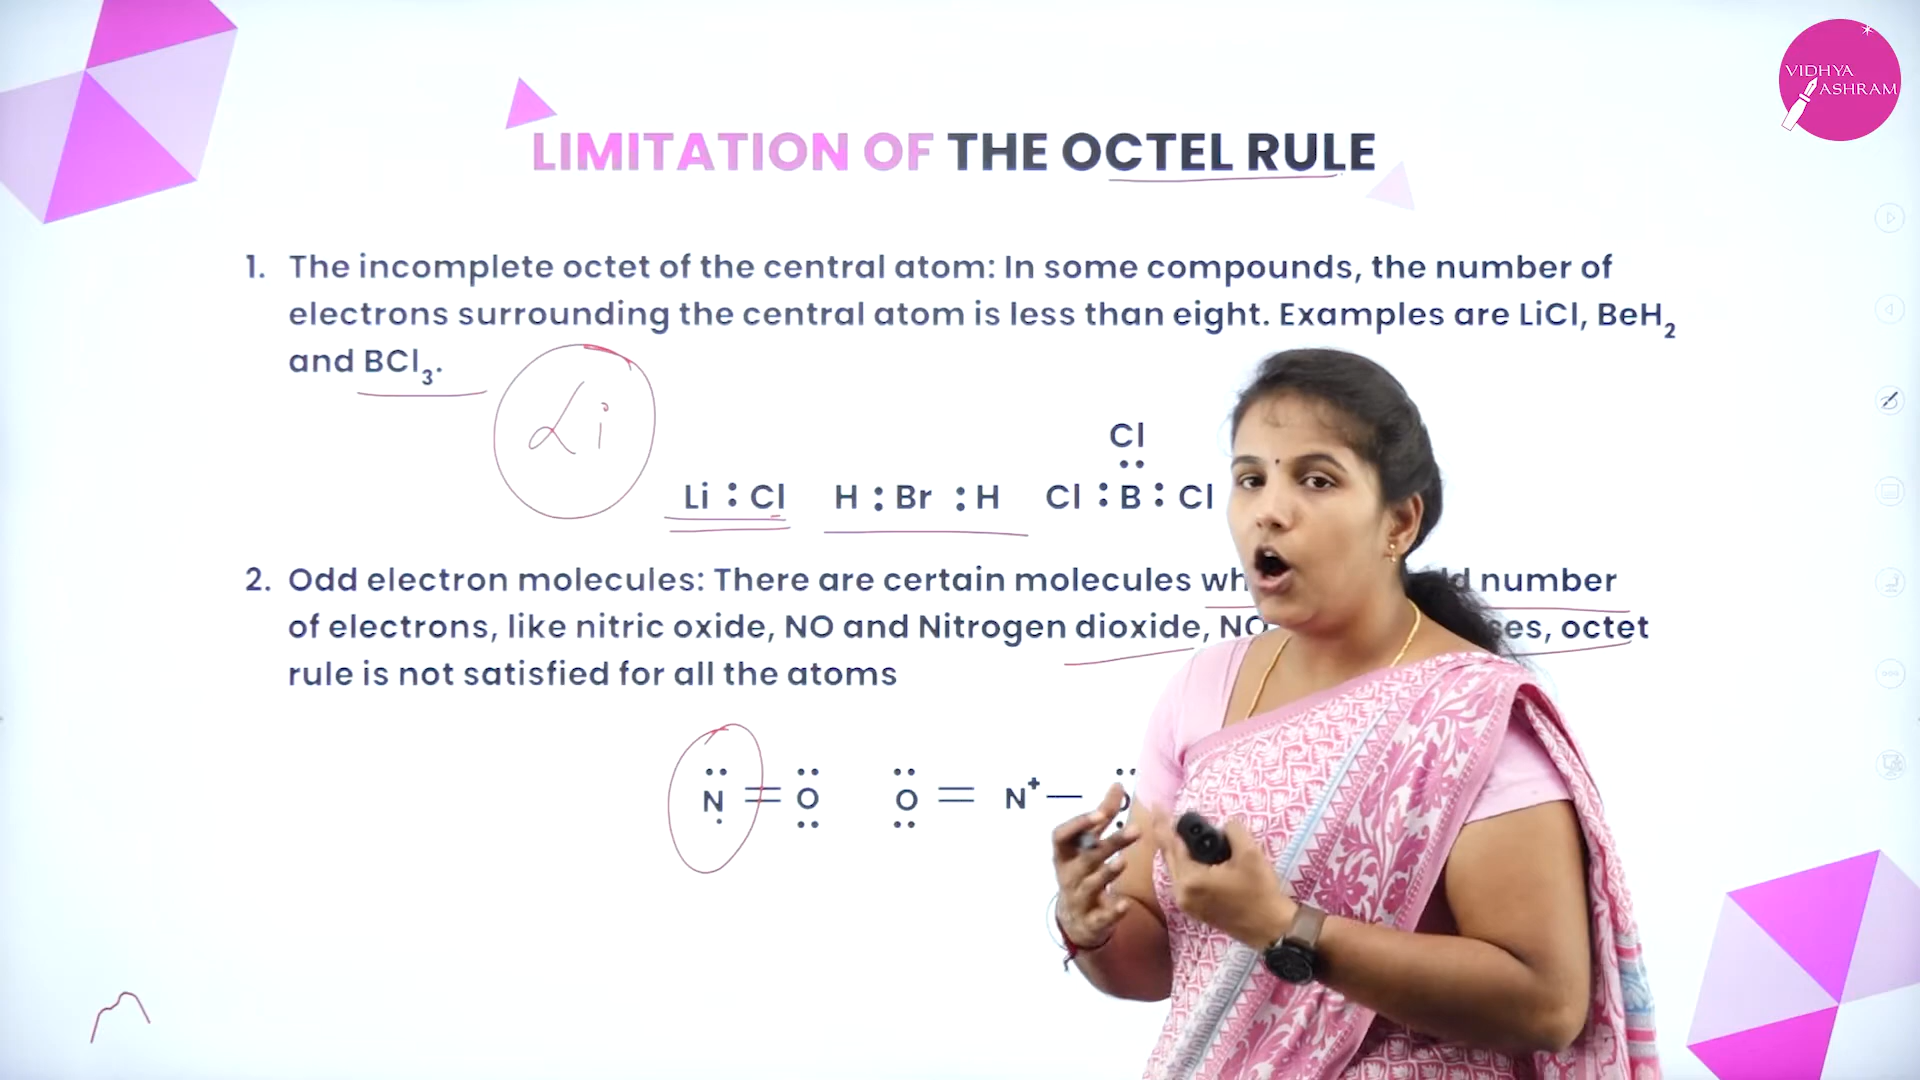 VIDHYA
ASHRAM
LIMITATION OF THE OCTEL RULE
1. The incomplete octet of the central atom: In some compounds, the number of
electrons surrounding the central atom is less than eight. Examples are LiCl, BeH₂
and BCl₃.
Li
Cl
Li : Cl H : Br : H Cl : B : Cl
2. Odd electron molecules: There are certain molecules number
of electrons, like nitric oxide, NO and Nitrogen dioxide, octet
rule is not satisfied for all the atoms
N = O O = N⁺ —